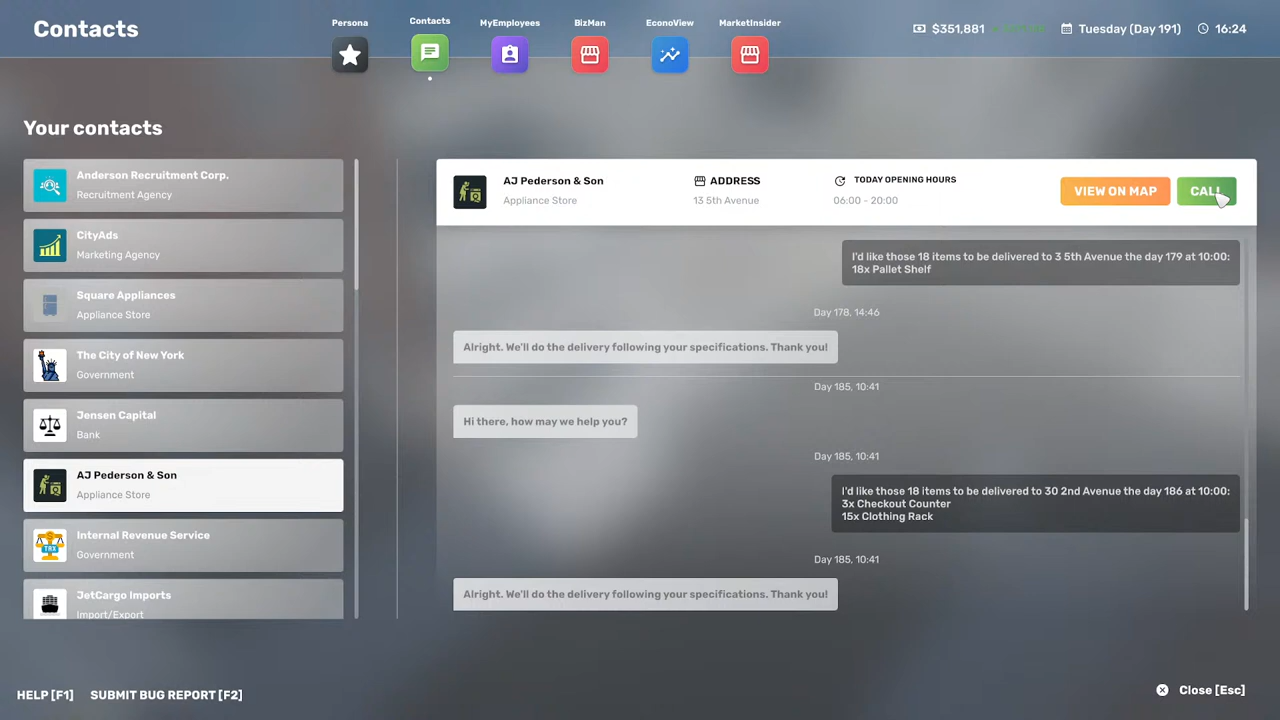 Contacts
Persona
Contacts
MyEmployees
BizMan
EconoView
MarketInsider
$351,881
Tuesday (Day 191)
16:24
Your contacts
Anderson Recruitment Corp.
Recruitment Agency
CityAds
Marketing Agency
Square Appliances
Appliance Store
The City of New York
Government
Jensen Capital
Bank
AJ Pederson & Son
Appliance Store
Internal Revenue Service
Government
JetCargo Imports
Import/Export
AJ Pederson & Son
Appliance Store
ADDRESS
13 5th Avenue
TODAY OPENING HOURS
06:00 - 20:00
VIEW ON MAP
CALL
I'd like those 18 items to be delivered to 3 5th Avenue the day 179 at 10:00:
18x Pallet Shelf
Day 178, 14:46
Alright. We'll do the delivery following your specifications. Thank you!
Day 185, 10:41
Hi there, how may we help you?
Day 185, 10:41
I'd like those 18 items to be delivered to 30 2nd Avenue the day 186 at 10:00:
3x Checkout Counter
15x Clothing Rack
Day 185, 10:41
Alright. We'll do the delivery following your specifications. Thank you!
HELP [F1]
SUBMIT BUG REPORT [F2]
Close [Esc]